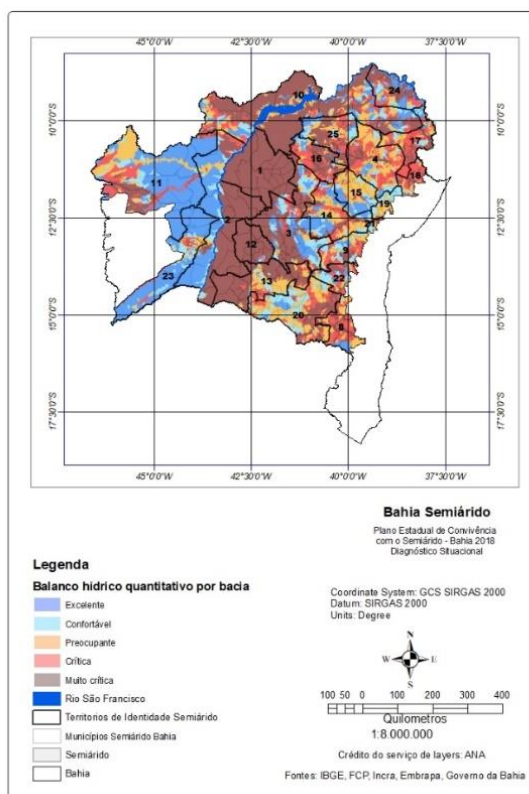 45°0'0"W
42°30'0"W
40°0'0"W
37°30'0"W
10°0'0"S
12°30'0"S
15°0'0"S
17°30'0"S
10
24
25
17
16
4
18
1
11
15
19
2
14
3
12
9
13
22
23
20
8
45°0'0"W
42°30'0"W
40°0'0"W
37°30'0"W
Bahia Semiárido
Plano Estadual de Convivência
com o Semiárido - Bahia 2018
Diagnóstico Situacional
Legenda
Balanco hidrico quantitativo por bacia
Excelente
Confortável
Preocupante
Crítica
Muito crítica
Rio São Francisco
Territorios de Identidade Semiárido
Municípios Semiárido Bahia
Semiárido
Bahia
Coordinate System: GCS SIRGAS 2000
Datum: SIRGAS 2000
Units: Degree
N
W E
S
100 50 0 100 200 300 400
Quilometros
1:8.000.000
Crédito do serviço de layers: ANA
Fontes: IBGE, FCP, Incra, Embrapa, Governo da Bahia